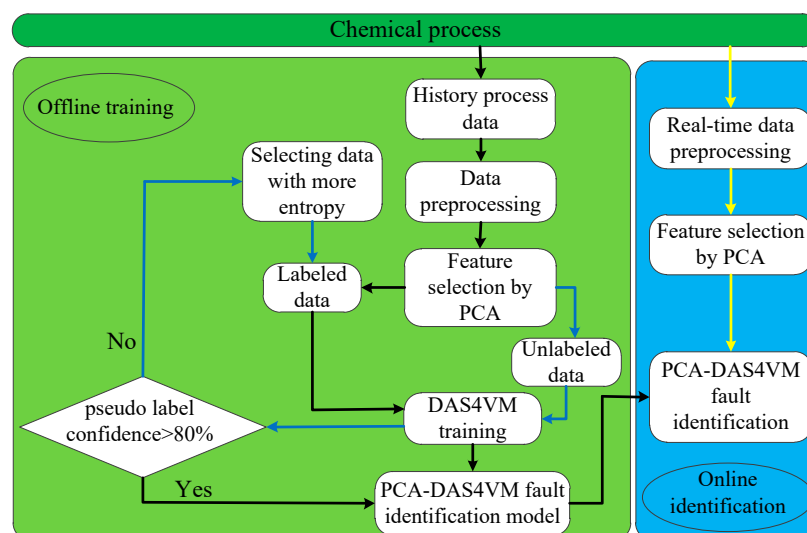 Chemical process
Offline training
History process
data
Selecting data
with more
entropy
Data
preprocessing
Labeled
data
Feature
selection by
PCA
No
Unlabeled
data
pseudo label
confidence>80%
DAS4VM
training
Yes
PCA-DAS4VM fault
identification model
Real-time data
preprocessing
Feature selection
by PCA
PCA-DAS4VM
fault
identification
Online
identification